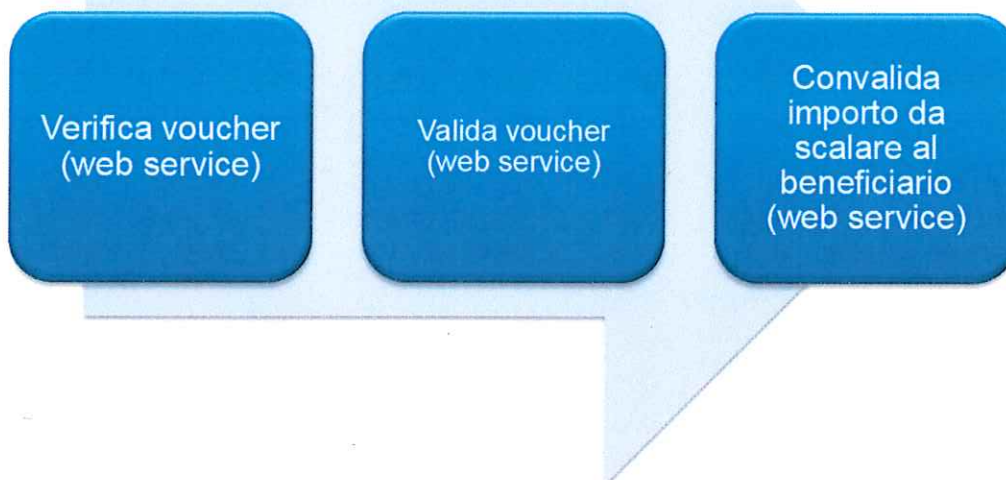 Verifica voucher
(web service)
Valida voucher
(web service)
Convalida
importo da
scalare al
beneficiario
(web service)